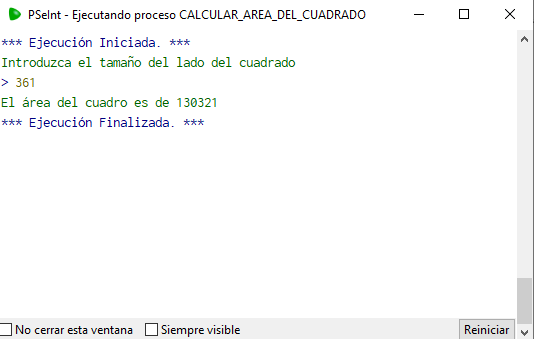 PSeInt - Ejecutando proceso CALCULAR_AREA_DEL_CUADRADO
*** Ejecución Iniciada. ***
Introduzca el tamaño del lado del cuadrado
> 361
El área del cuadro es de 130321
*** Ejecución Finalizada. ***
No cerrar esta ventana
Siempre visible
Reiniciar